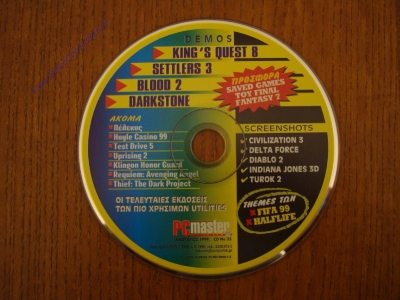 DEMOS
KING'S QUEST 8
SETTLERS 3
BLOOD 2
DARKSTONE
ΠΡΟΣΦΟΡΑ
SAVED GAMES
ΤΟΥ FINAL
FANTASY 7
ΑΚΟΜΑ
Πέλεκυς
Hoyle Casino 99
Test Drive 5
Uprising 2
Klingon Honor Guard
Requiem: Avenging Angel
Thief: The Dark Project
SCREENSHOTS
CIVILIZATION 3
DELTA FORCE
DIABLO 2
INDIANA JONES 3D
TUROK 2
ΟΙ ΤΕΛΕΥΤΑΙΕΣ ΕΚΔΟΣΕΙΣ
ΤΩΝ ΠΙΟ ΧΡΗΣΙΜΩΝ UTILITIES
THEMES ΤΩΝ
FIFA 99
HALFLIFE
PC master